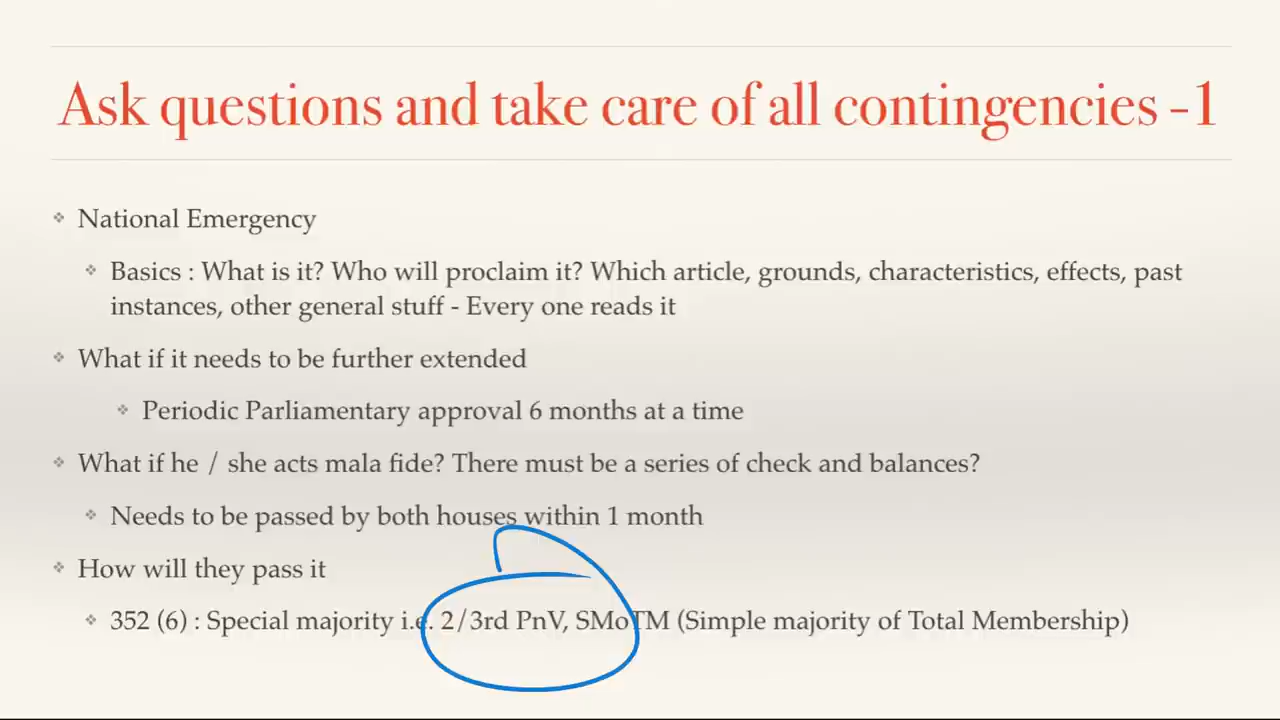 Ask questions and take care of all contingencies -1
National Emergency
Basics : What is it? Who will proclaim it? Which article, grounds, characteristics, effects, past
instances, other general stuff - Every one reads it
What if it needs to be further extended
Periodic Parliamentary approval 6 months at a time
What if he / she acts mala fide? There must be a series of check and balances?
Needs to be passed by both houses within 1 month
How will they pass it
352 (6) : Special majority i.e. 2/3rd PnV, SMoTM (Simple majority of Total Membership)